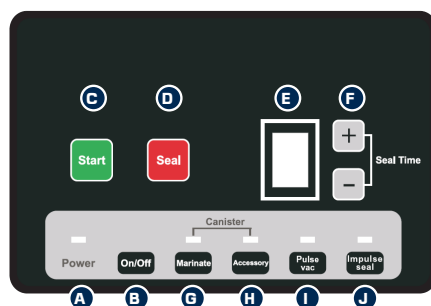 C D E F
+
Start Seal
Seal Time
−
Canister
Power On/Off Marinate Accessory Pulse vac Impulse seal
A B G H I J